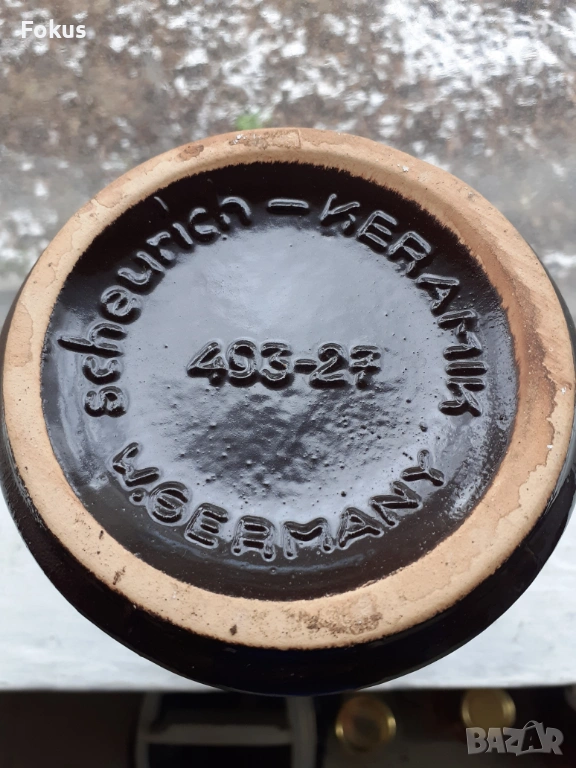 Fokus
scheurich – KERAMIK
493-27
W. GERMANY
BAZAR